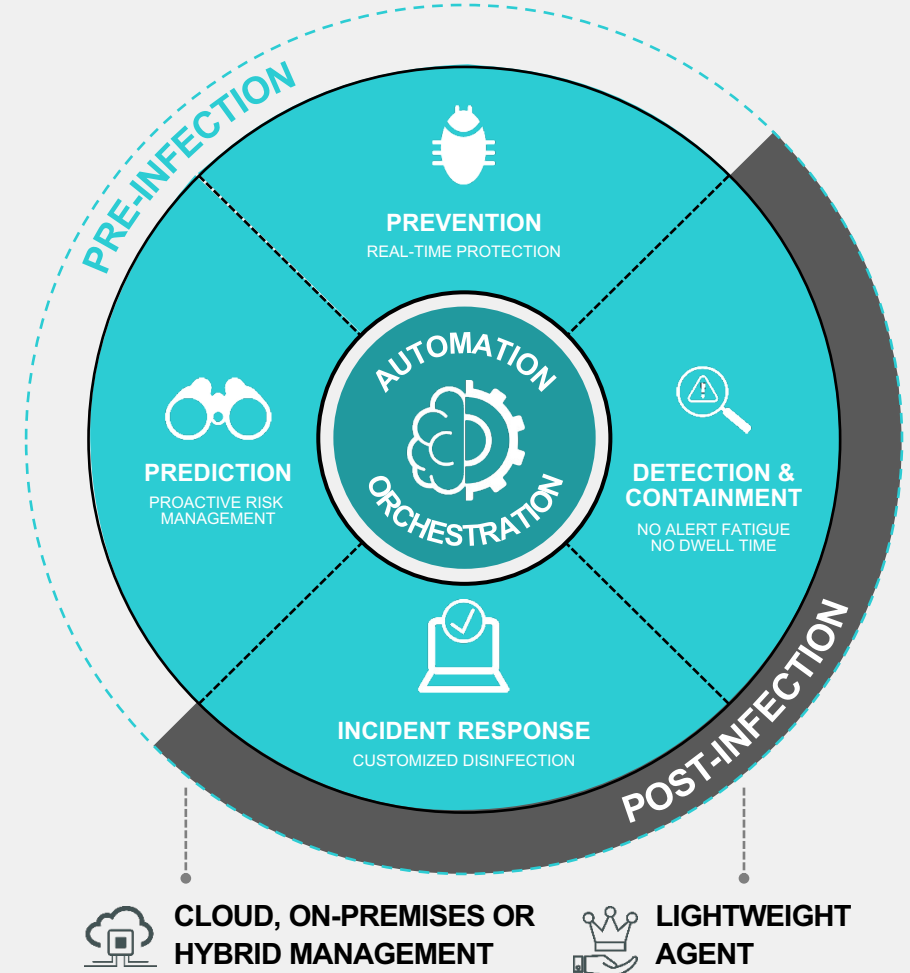 PRE-INFECTION
PREVENTION
REAL-TIME PROTECTION
AUTOMATION
ORCHESTRATION
PREDICTION
PROACTIVE RISK
MANAGEMENT
DETECTION &
CONTAINMENT
NO ALERT FATIGUE
NO DWELL TIME
INCIDENT RESPONSE
CUSTOMIZED DISINFECTION
POST-INFECTION
CLOUD, ON-PREMISES OR
HYBRID MANAGEMENT
LIGHTWEIGHT
AGENT